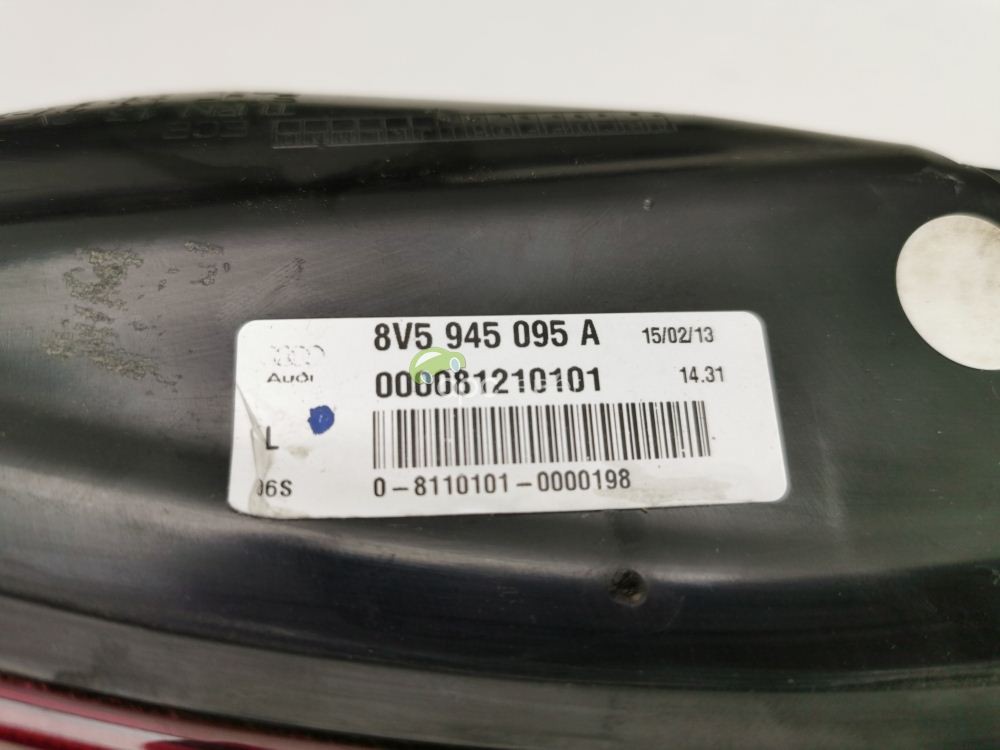 8V5 945 095 A 15/02/13
Audi 000081210101 14.31
L
06S 0-8110101-0000198